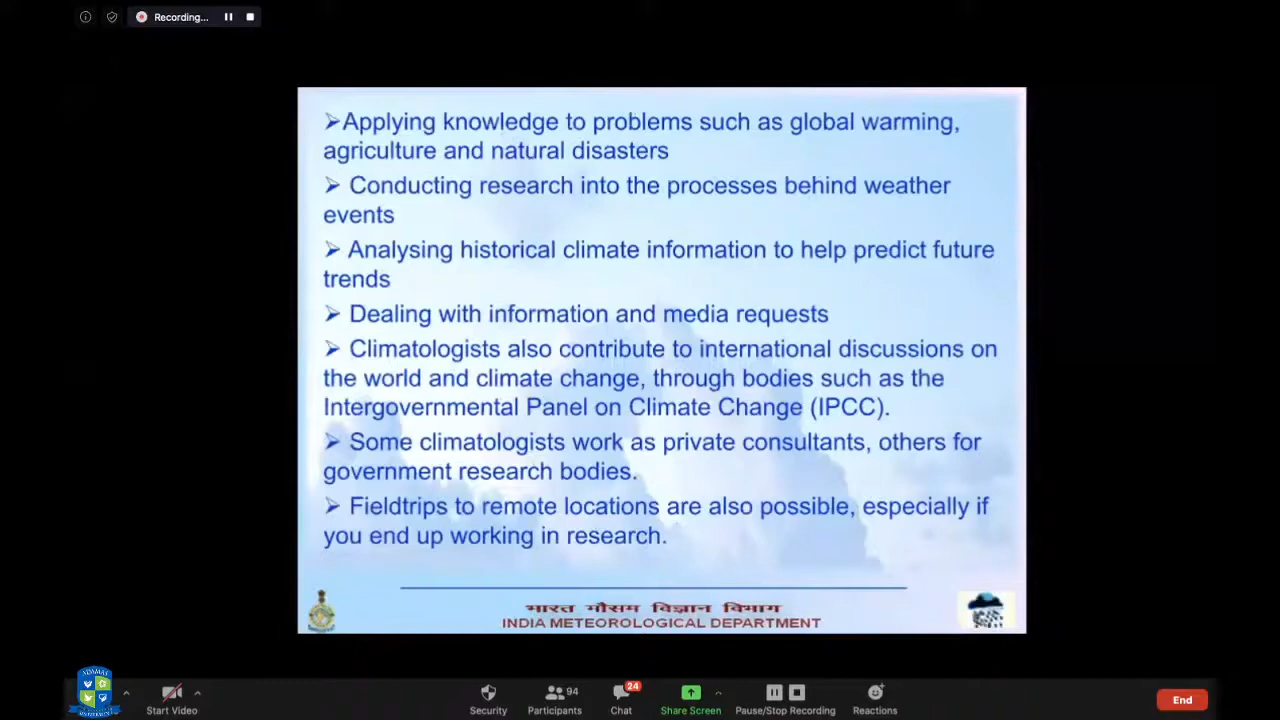 Recording...
➢Applying knowledge to problems such as global warming,
agriculture and natural disasters
➢ Conducting research into the processes behind weather
events
➢ Analysing historical climate information to help predict future
trends
➢ Dealing with information and media requests
➢ Climatologists also contribute to international discussions on
the world and climate change, through bodies such as the
Intergovernmental Panel on Climate Change (IPCC).
➢ Some climatologists work as private consultants, others for
government research bodies.
➢ Fieldtrips to remote locations are also possible, especially if
you end up working in research.
भारत मौसम विज्ञान विभाग
INDIA METEOROLOGICAL DEPARTMENT
ADAMAS
Start Video
Security
Participants 94
Chat 24
Share Screen
Pause/Stop Recording
Reactions
End